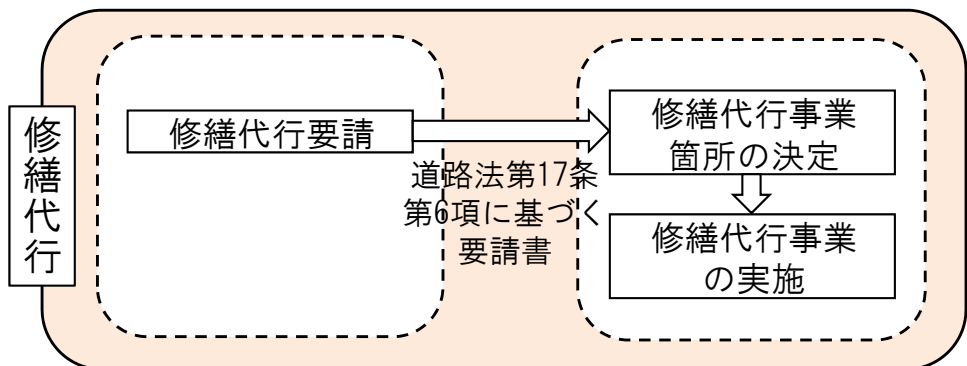 修繕代行
修繕代行要請
道路法第17条
第6項に基づく
要請書
修繕代行事業
箇所の決定
修繕代行事業
の実施